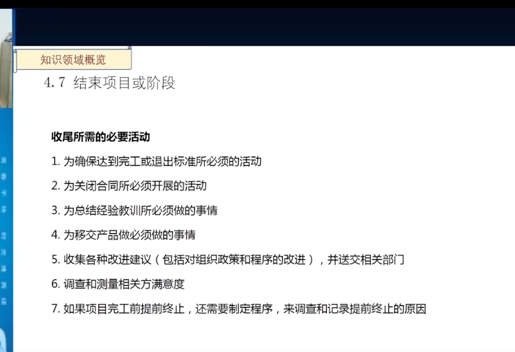 知识领域概览
4.7 结束项目或阶段
收尾所需的必要活动
1. 为确保达到完工或退出标准所必须的活动
2. 为关闭合同所必须开展的活动
3. 为总结经验教训所必须做的事情
4. 为移交产品做必须做的事情
5. 收集各种改进建议（包括对组织政策和程序的改进），并送交相关部门
6. 调查和测量相关方满意度
7. 如果项目完工前提前终止，还需要制定程序，来调查和记录提前终止的原因